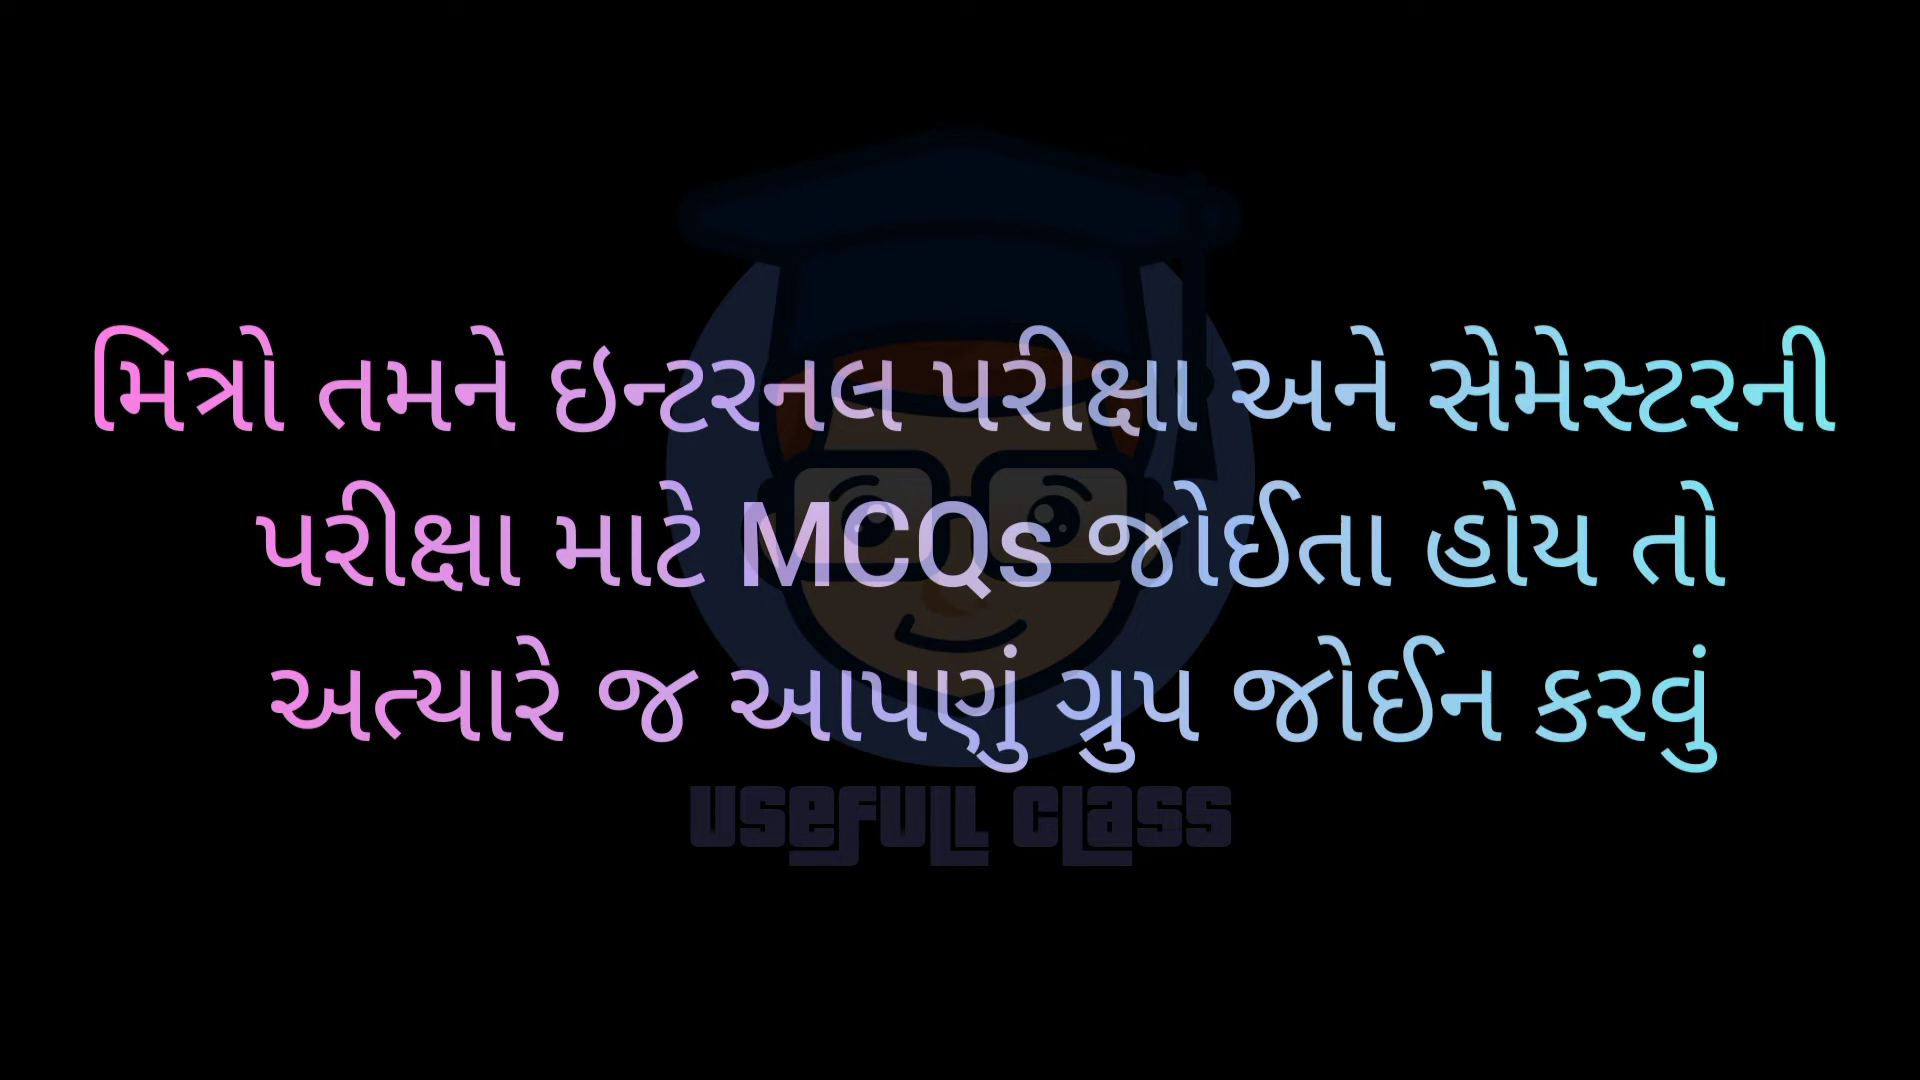 મિત્રો તમને ઇન્ટરનલ પરીક્ષા અને સેમેસ્ટરની
પરીક્ષા માટે MCQs જોઈતા હોય તો
અત્યારે જ આપણું ગ્રુપ જોઈન કરવું
USEFULL CLASS